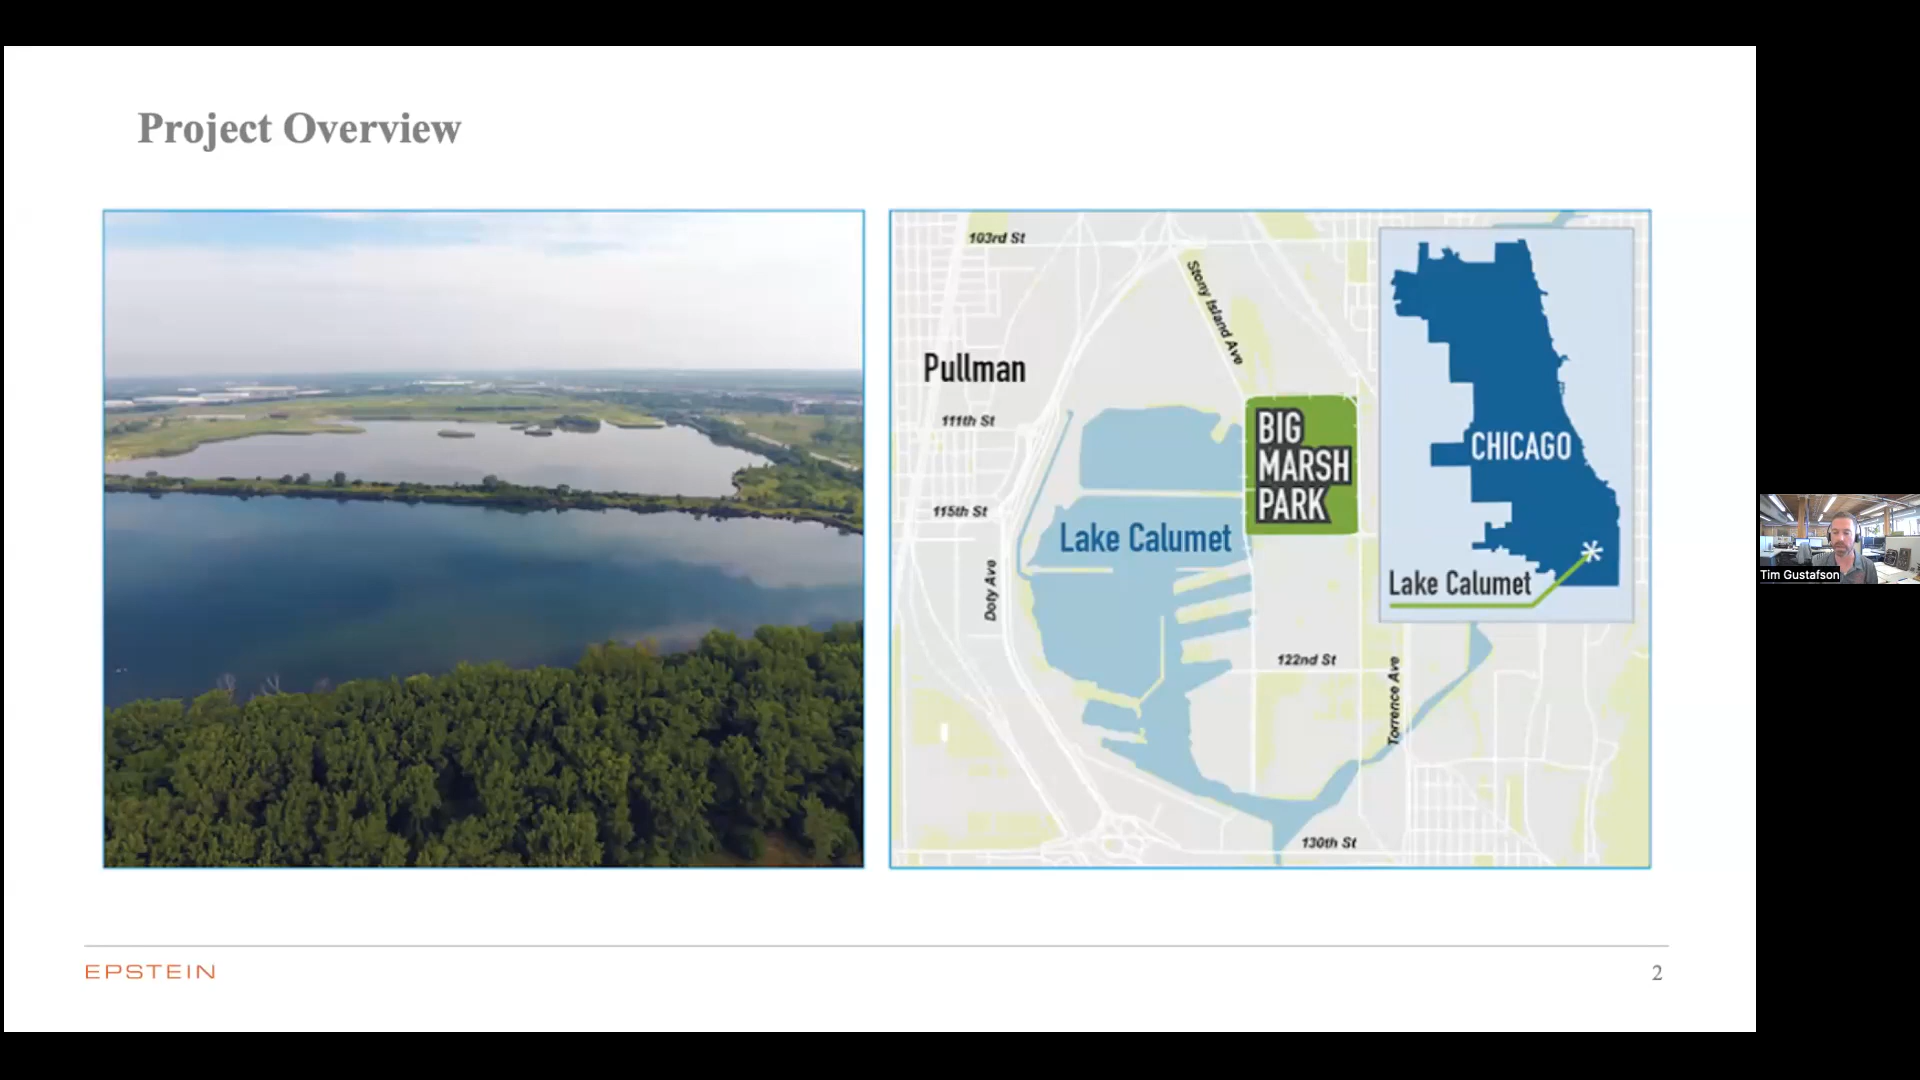 Project Overview
103rd St
Stony Island Ave
Pullman
111th St
115th St
Doty Ave
Lake Calumet
BIG
MARSH
PARK
122nd St
Torrence Ave
130th St
CHICAGO
Lake Calumet
Tim Gustafson
EPSTEIN
2